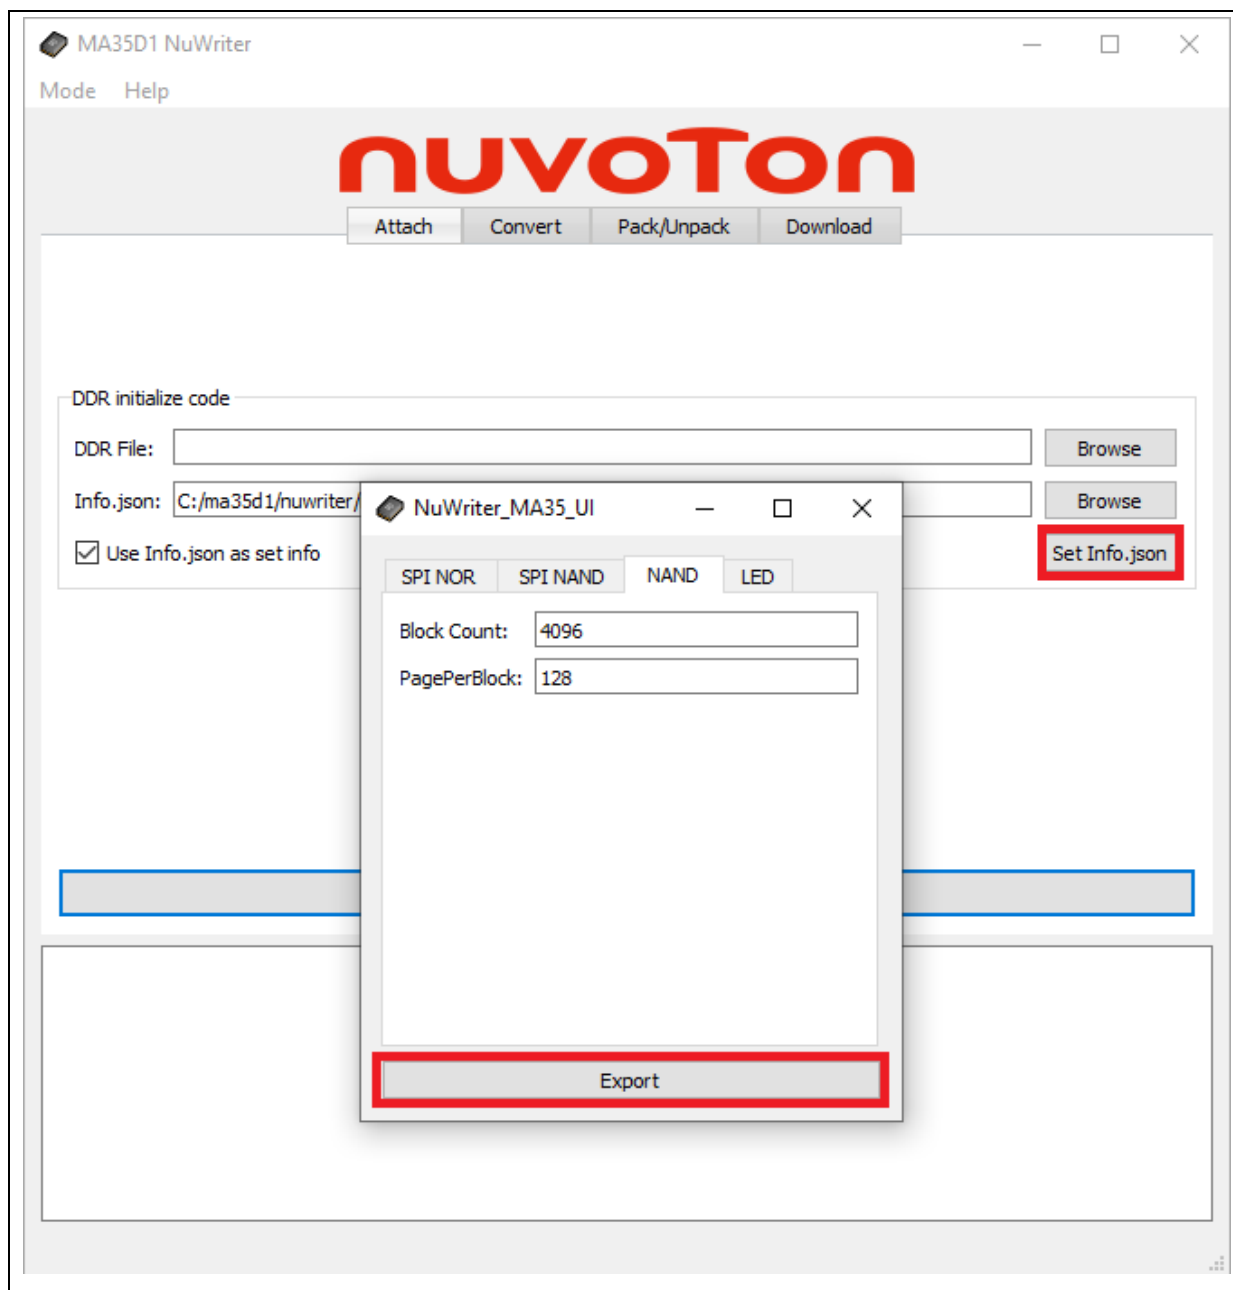 MA35D1 NuWriter
Mode Help
nuvoTon
Attach Convert Pack/Unpack Download
DDR initialize code
DDR File: Browse
Info.json: C:/ma35d1/nuwriter/ Browse
Use Info.json as set info Set Info.json
NuWriter_MA35_UI
SPI NOR SPI NAND NAND LED
Block Count: 4096
PagePerBlock: 128
Export